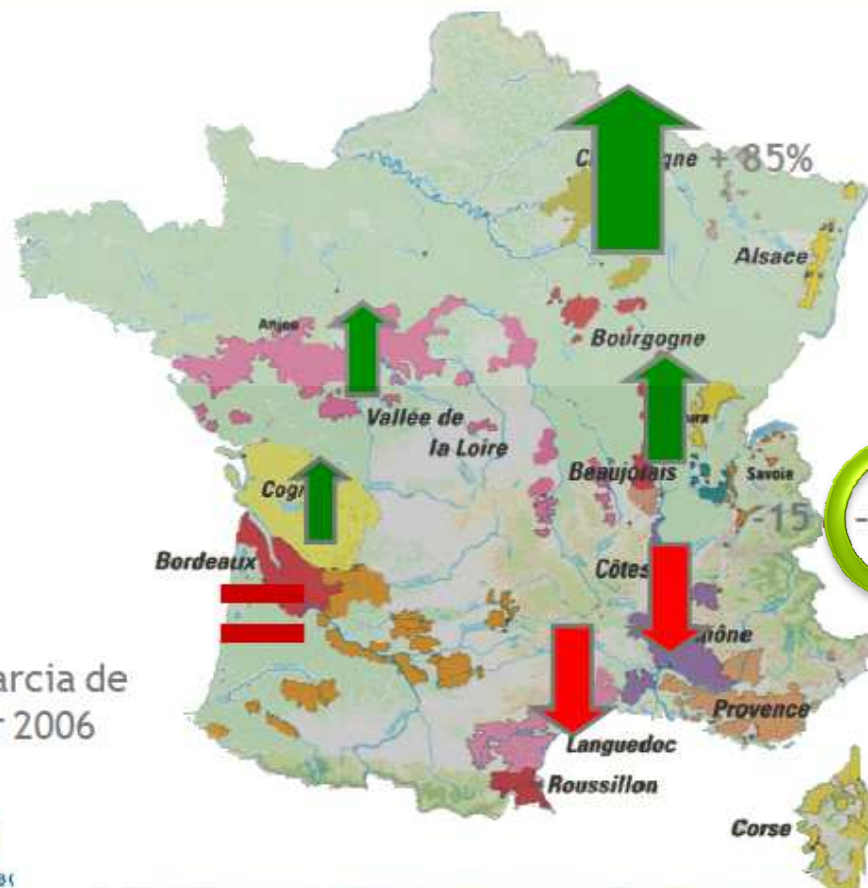 + 85%
Alsace
Anjou
Bourgogne
Vallée de
la Loire
Beaujolais
Savoie
-15
Bordeaux
Côtes
Provence
Languedoc
Roussillon
Corse
arcia de
2006